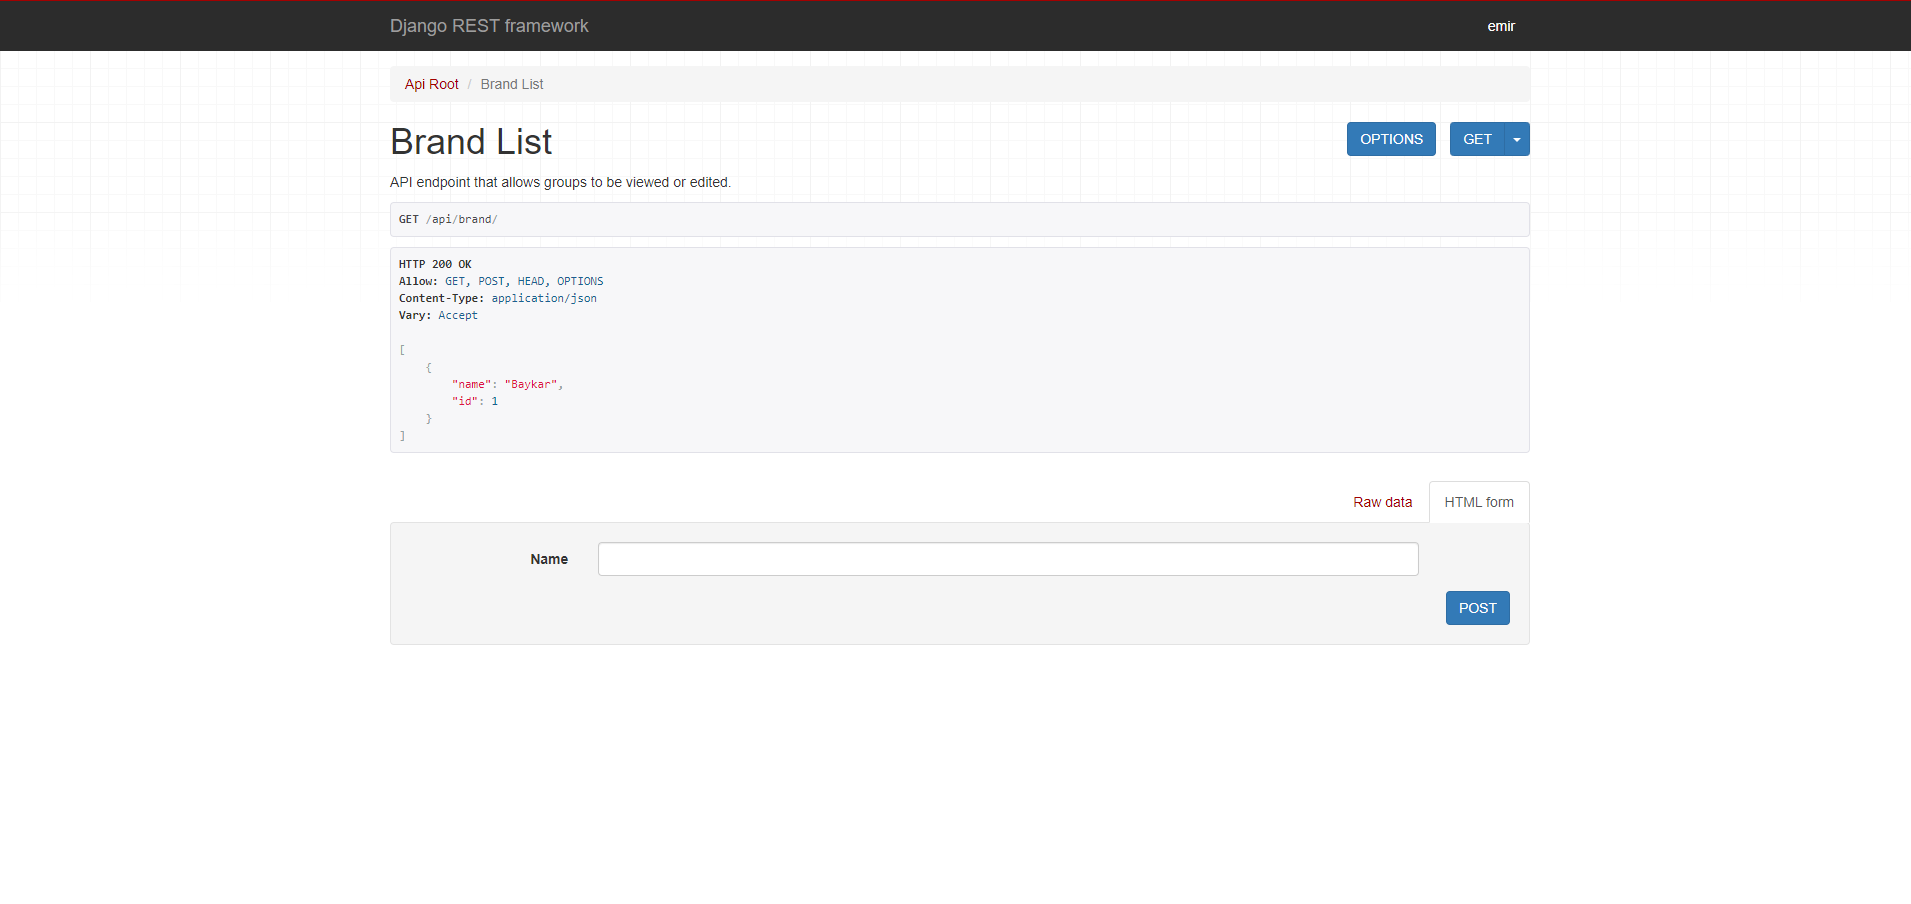 Django REST framework
emir
Api Root / Brand List
Brand List
OPTIONS
GET
API endpoint that allows groups to be viewed or edited.
GET /api/brand/
HTTP 200 OK
Allow: GET, POST, HEAD, OPTIONS
Content-Type: application/json
Vary: Accept
[
    {
        "name": "Baykar",
        "id": 1
    }
]
Raw data
HTML form
Name
POST